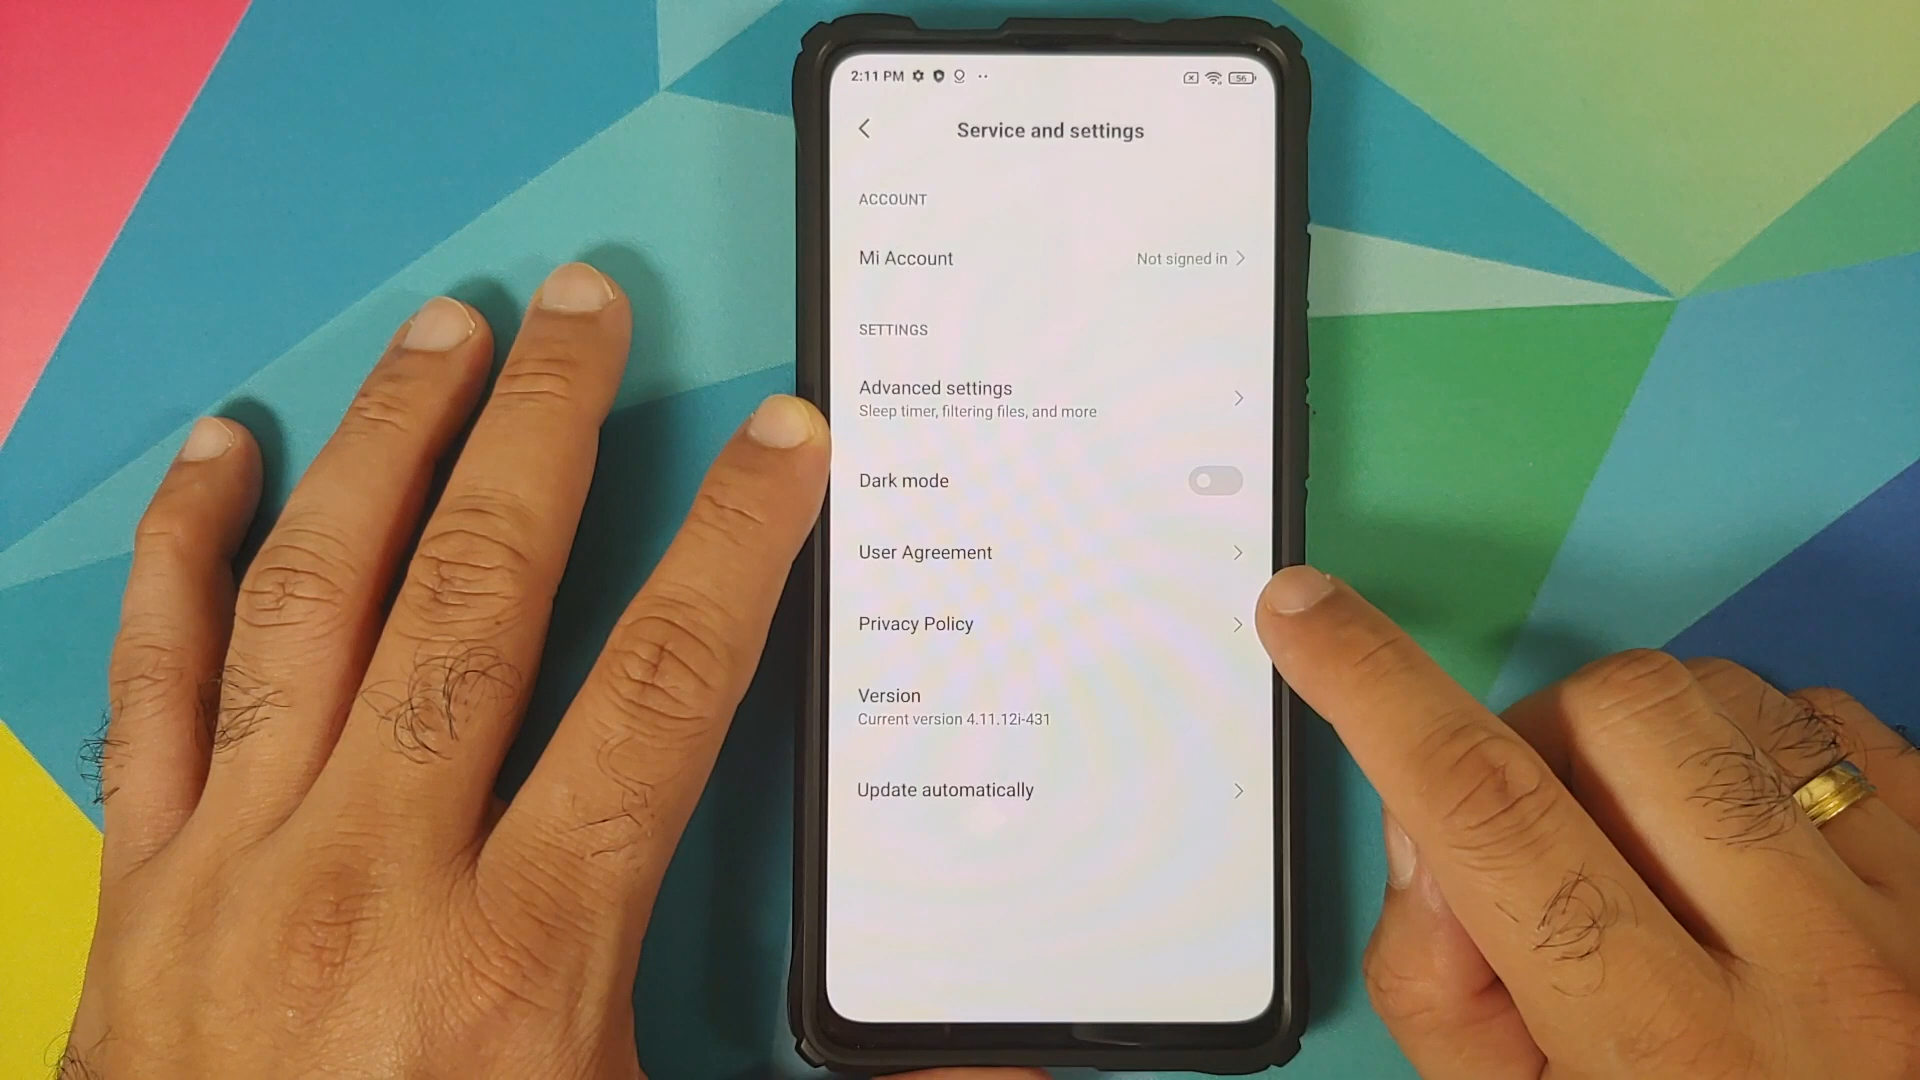 2:11 PM
56
Service and settings
ACCOUNT
Mi Account
Not signed in
SETTINGS
Advanced settings
Sleep timer, filtering files, and more
Dark mode
User Agreement
Privacy Policy
Version
Current version 4.11.12i-431
Update automatically